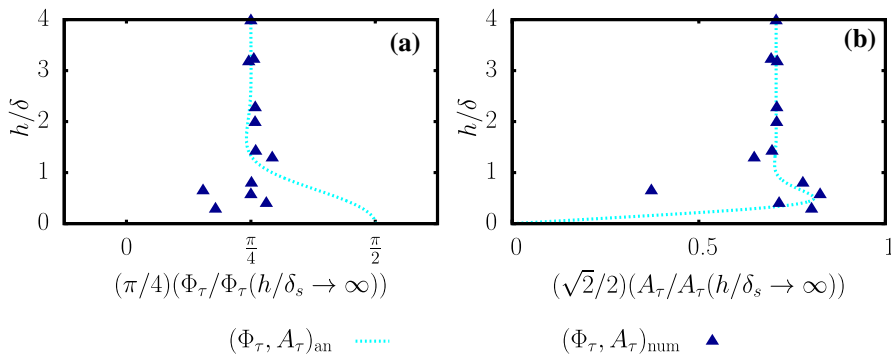 (a)
4
3
2
1
0
h/δ
0
π/4
π/2
(π/4)(Φ_τ/Φ_τ(h/δ_s → ∞))
(b)
4
3
2
1
0
h/δ
0
0.5
1
(√2/2)(A_τ/A_τ(h/δ_s → ∞))
(Φ_τ, A_τ)_an
(Φ_τ, A_τ)_num